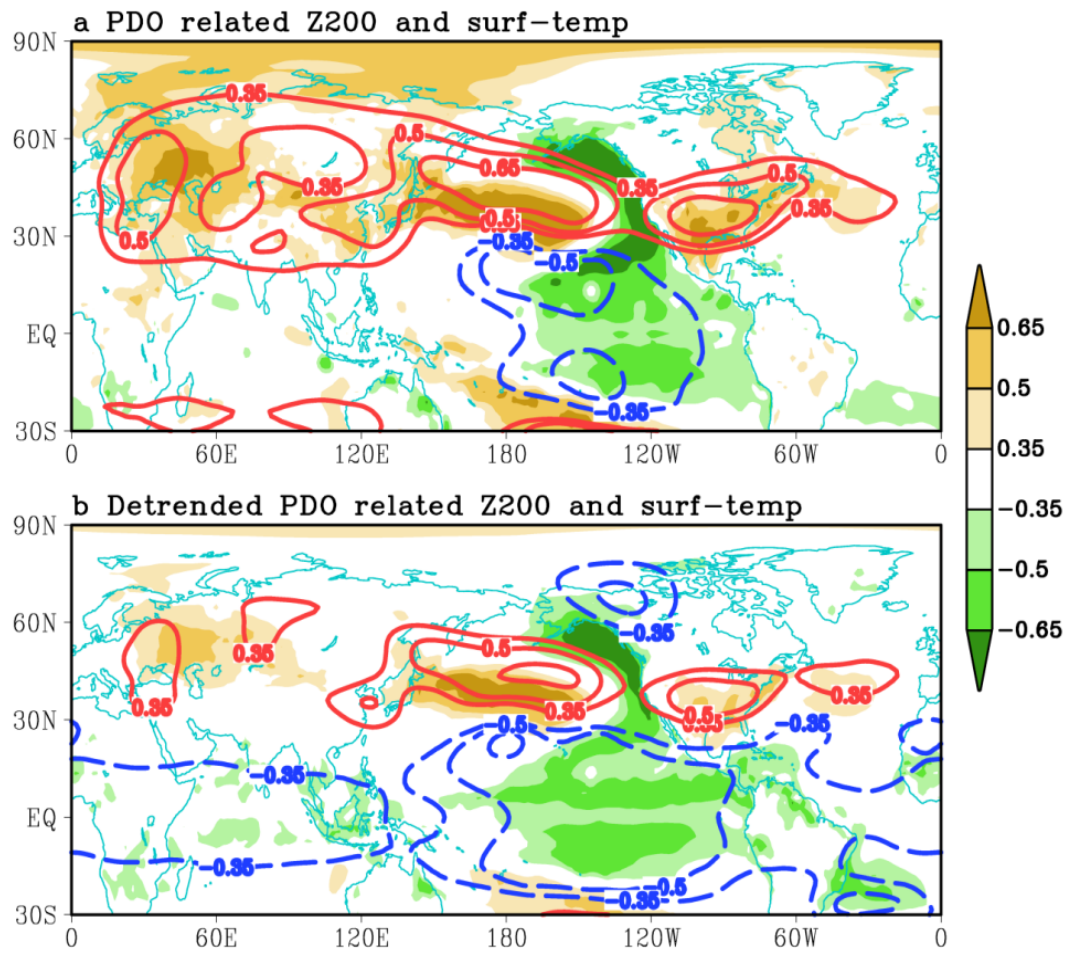 a PDO related Z200 and surf-temp
90N
60N
30N
EQ
30S
0
60E
120E
180
120W
60W
0
0.35
0.5
0.65
0.35
0.35
0.5
0.35
0.5
0.5
-0.35
-0.5
-0.35
0.65
0.5
0.35
-0.35
-0.5
-0.65
b Detrended PDO related Z200 and surf-temp
90N
60N
30N
EQ
30S
0
60E
120E
180
120W
60W
0
-0.35
0.5
0.35
0.35
0.35
0.35
0.5
-0.5
-0.35
-0.35
-0.35
-0.5
-0.35